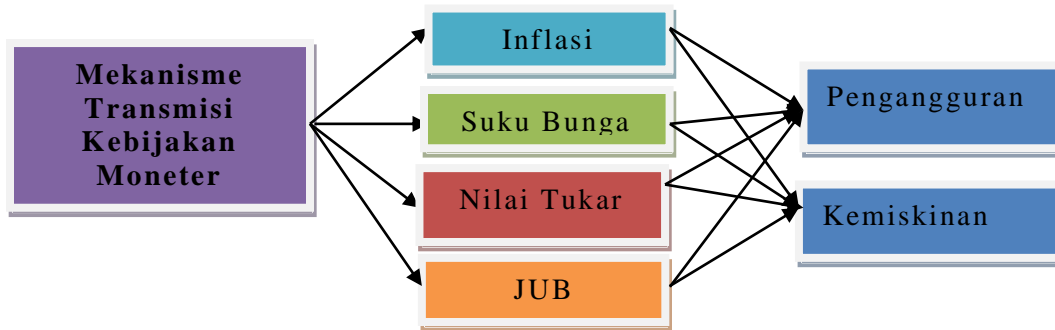 Mekanisme
Transmisi
Kebijakan
Moneter
Inflasi
Suku Bunga
Nilai Tukar
JUB
Pengangguran
Kemiskinan